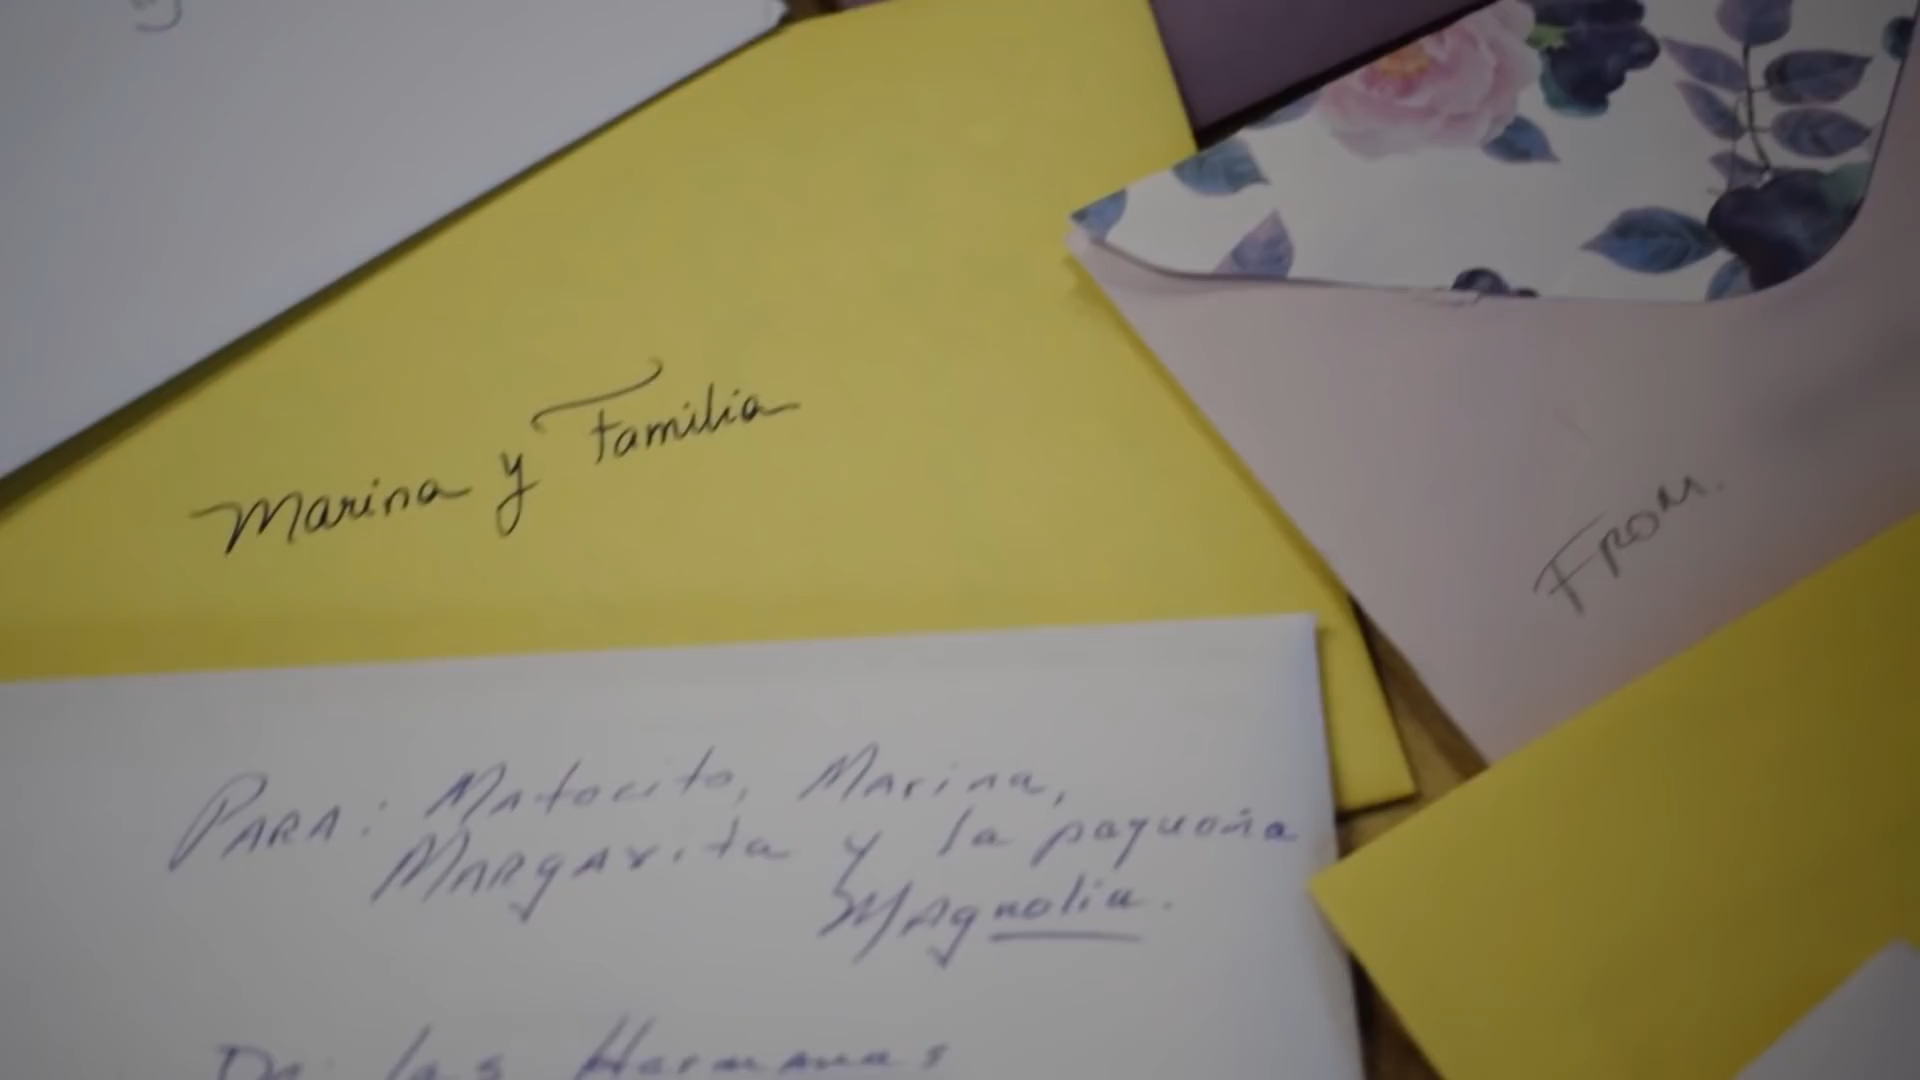 Marina y Familia
From.
PARA: Matocito, Marina,
Margarita y la pequeña
Magnolia.
De las Hermanas